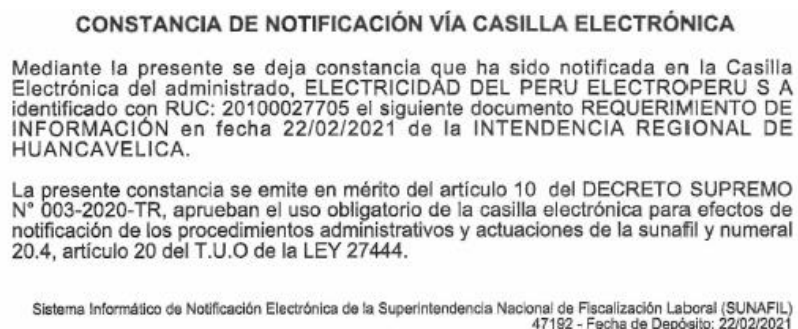 CONSTANCIA DE NOTIFICACIÓN VÍA CASILLA ELECTRÓNICA
Mediante la presente se deja constancia que ha sido notificada en la Casilla
Electrónica del administrado, ELECTRICIDAD DEL PERU ELECTROPERU S A
identificado con RUC: 20100027705 el siguiente documento REQUERIMIENTO DE
INFORMACIÓN en fecha 22/02/2021 de la INTENDENCIA REGIONAL DE
HUANCAVELICA.
La presente constancia se emite en mérito del artículo 10 del DECRETO SUPREMO
N° 003-2020-TR, aprueban el uso obligatorio de la casilla electrónica para efectos de
notificación de los procedimientos administrativos y actuaciones de la sunafil y numeral
20.4, artículo 20 del T.U.O de la LEY 27444.
Sistema Informático de Notificación Electrónica de la Superintendencia Nacional de Fiscalización Laboral (SUNAFIL)
47192 - Fecha de Depósito: 22/02/2021